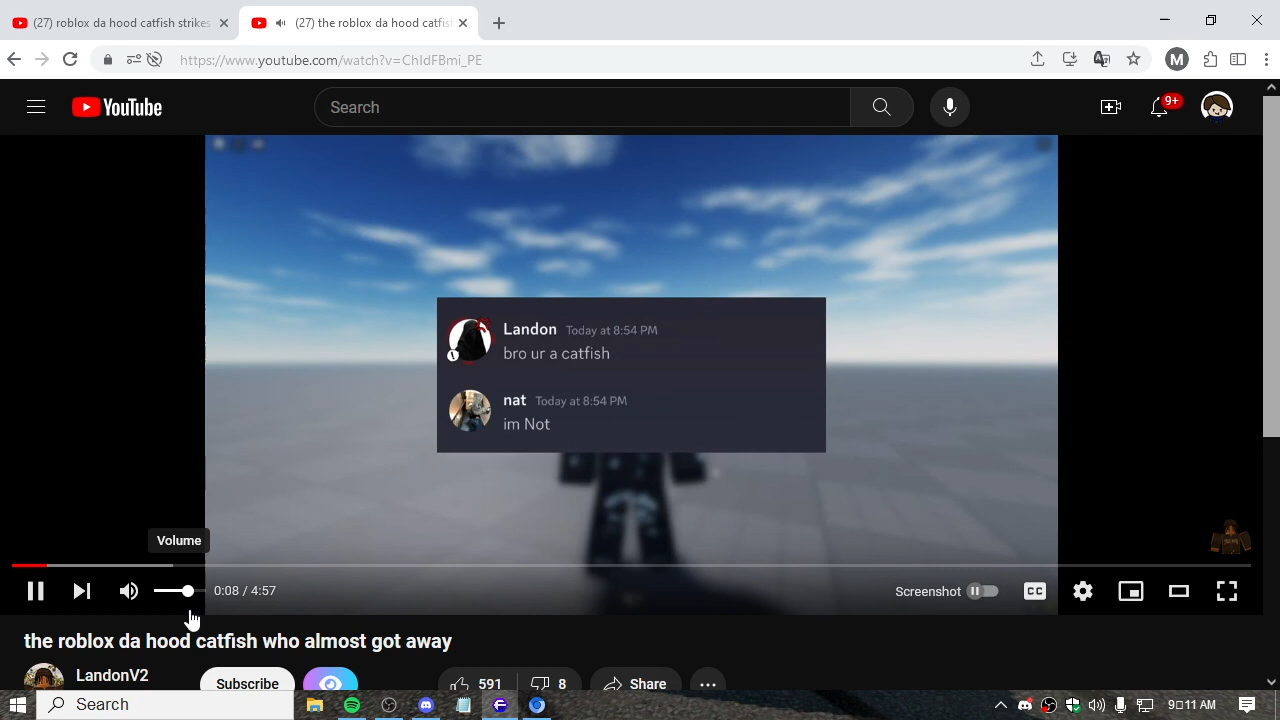 (27) roblox da hood catfish strikes
(27) the roblox da hood catfis
https://www.youtube.com/watch?v=ChIdFBmi_PE
M
YouTube
Search
9+
Landon Today at 8:54 PM
bro ur a catfish
nat Today at 8:54 PM
im Not
Volume
0:08 / 4:57
Screenshot
CC
the roblox da hood catfish who almost got away
LandonV2
Subscribe
591
8
Share
Search
9□11 AM